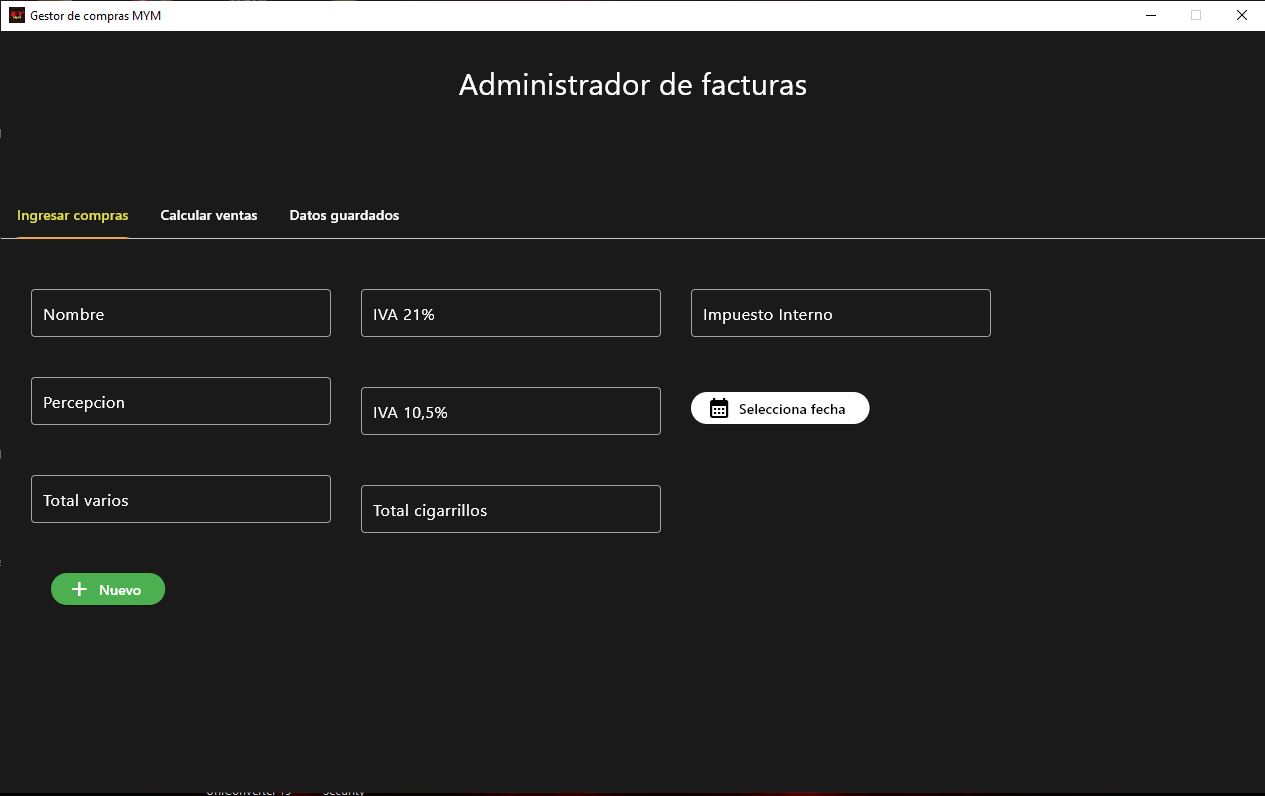 Gestor de compras MYM
Administrador de facturas
Ingresar compras Calcular ventas Datos guardados
Nombre IVA 21% Impuesto Interno
Percepcion IVA 10,5% Selecciona fecha
Total varios Total cigarrillos
Nuevo